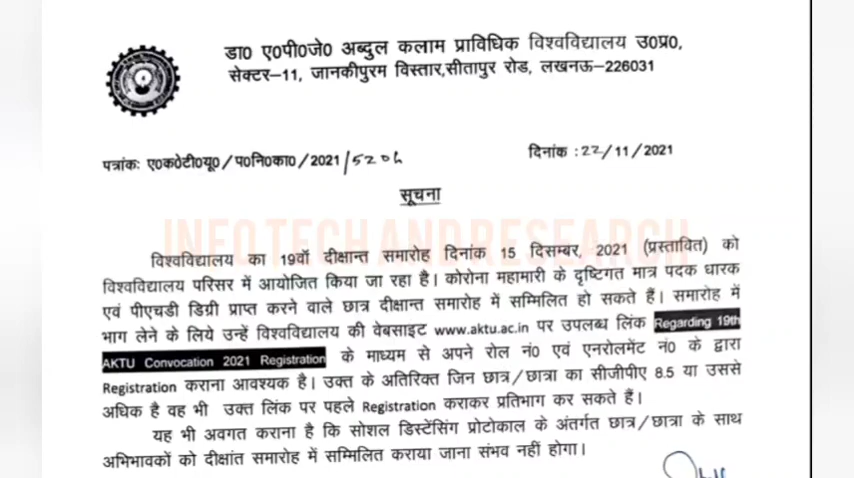 डा० ए०पी०जे० अब्दुल कलाम प्राविधिक विश्वविद्यालय उ०प्र०,
सेक्टर–11, जानकीपुरम विस्तार,सीतापुर रोड, लखनऊ–226031
पत्रांकः ए०के०टी०यू० / प०नि०का० / 2021 /
दिनांक : 22/11/2021
सूचना
INFO TECH AND RESEARCH
विश्वविद्यालय का 19वॉ दीक्षान्त समारोह दिनांक 15 दिसम्बर, 2021 (प्रस्तावित) को
विश्वविद्यालय परिसर में आयोजित किया जा रहा है। कोरोना महामारी के दृष्टिगत मात्र पदक धारक
एवं पीएचडी डिग्री प्राप्त करने वाले छात्र दीक्षान्त समारोह में सम्मिलित हो सकते हैं। समारोह में
भाग लेने के लिये उन्हें विश्वविद्यालय की वेबसाइट www.aktu.ac.in पर उपलब्ध लिंक Regarding 19th
AKTU Convocation 2021 Registration के माध्यम से अपने रोल नं० एवं एनरोलमेंट नं० के द्वारा
Registration कराना आवश्यक है। उक्त के अतिरिक्त जिन छात्र/छात्रा का सीजीपीए 8.5 या उससे
अधिक है वह भी उक्त लिंक पर पहले Registration कराकर प्रतिभाग कर सकते हैं।
यह भी अवगत कराना है कि सोशल डिस्टेंसिंग प्रोटोकाल के अंतर्गत छात्र/छात्रा के साथ
अभिभावकों को दीक्षांत समारोह में सम्मिलित कराया जाना संभव नहीं होगा।